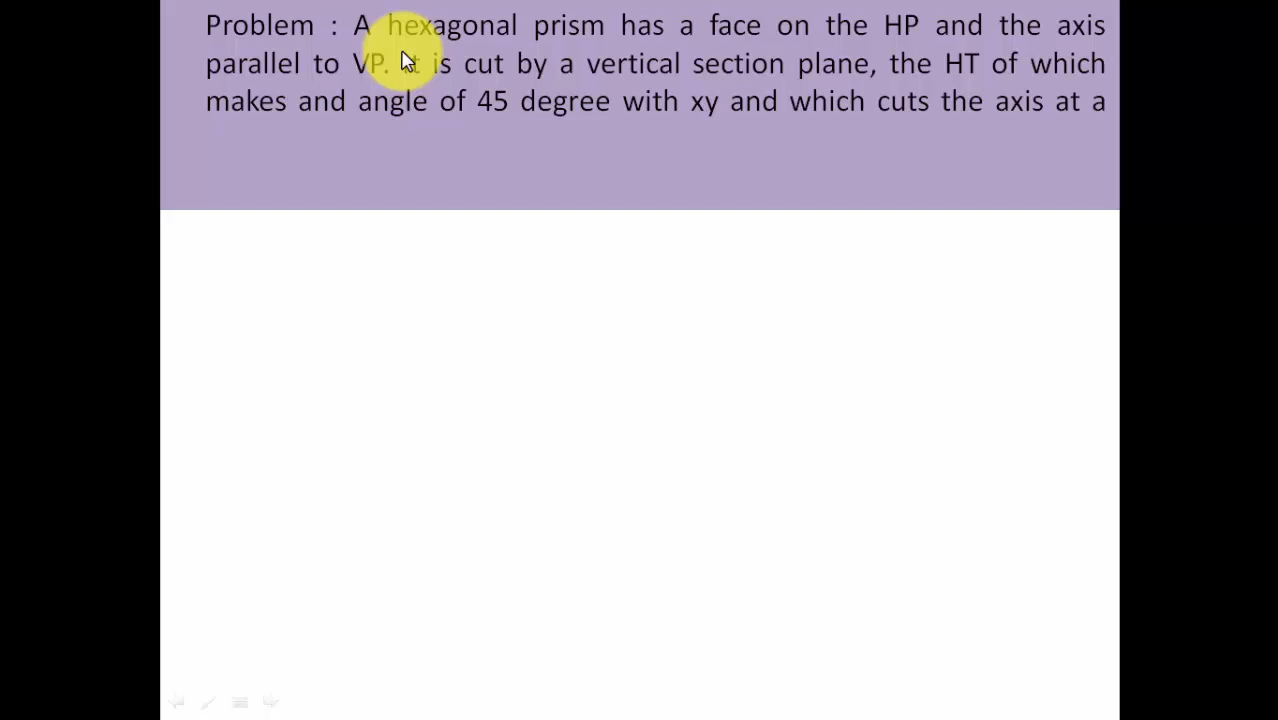 Problem : A hexagonal prism has a face on the HP and the axis
parallel to VP. It is cut by a vertical section plane, the HT of which
makes and angle of 45 degree with xy and which cuts the axis at a